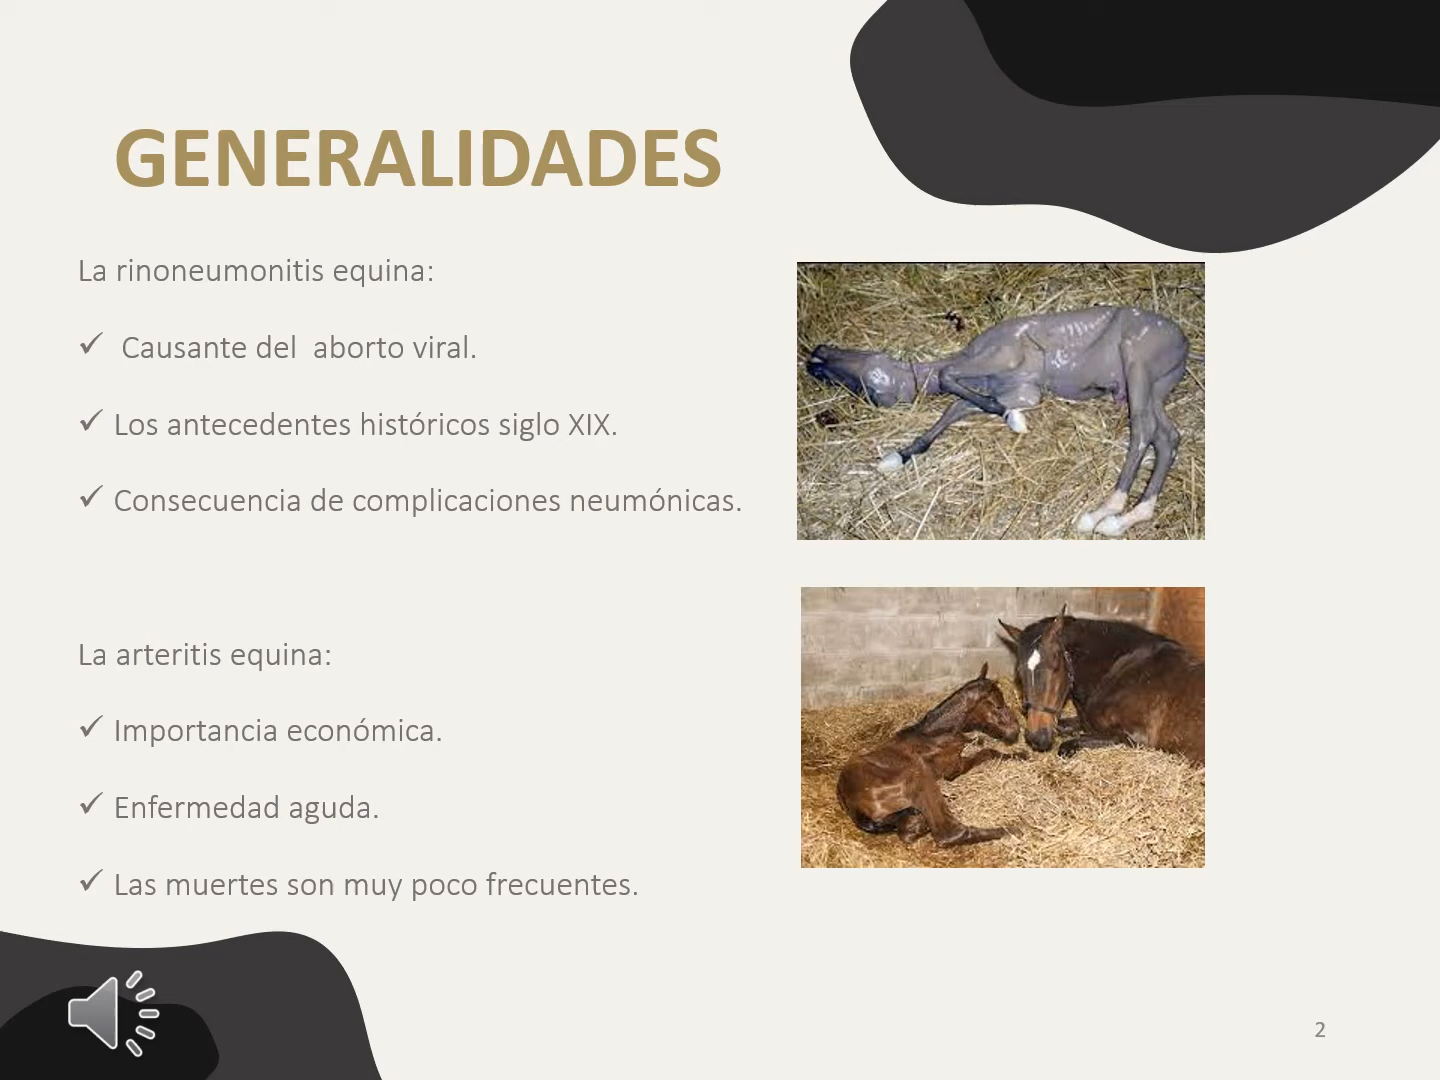 GENERALIDADES
La rinoneumonitis equina:
✓ Causante del  aborto viral.
✓ Los antecedentes históricos siglo XIX.
✓ Consecuencia de complicaciones neumónicas.
La arteritis equina:
✓ Importancia económica.
✓ Enfermedad aguda.
✓ Las muertes son muy poco frecuentes.
2